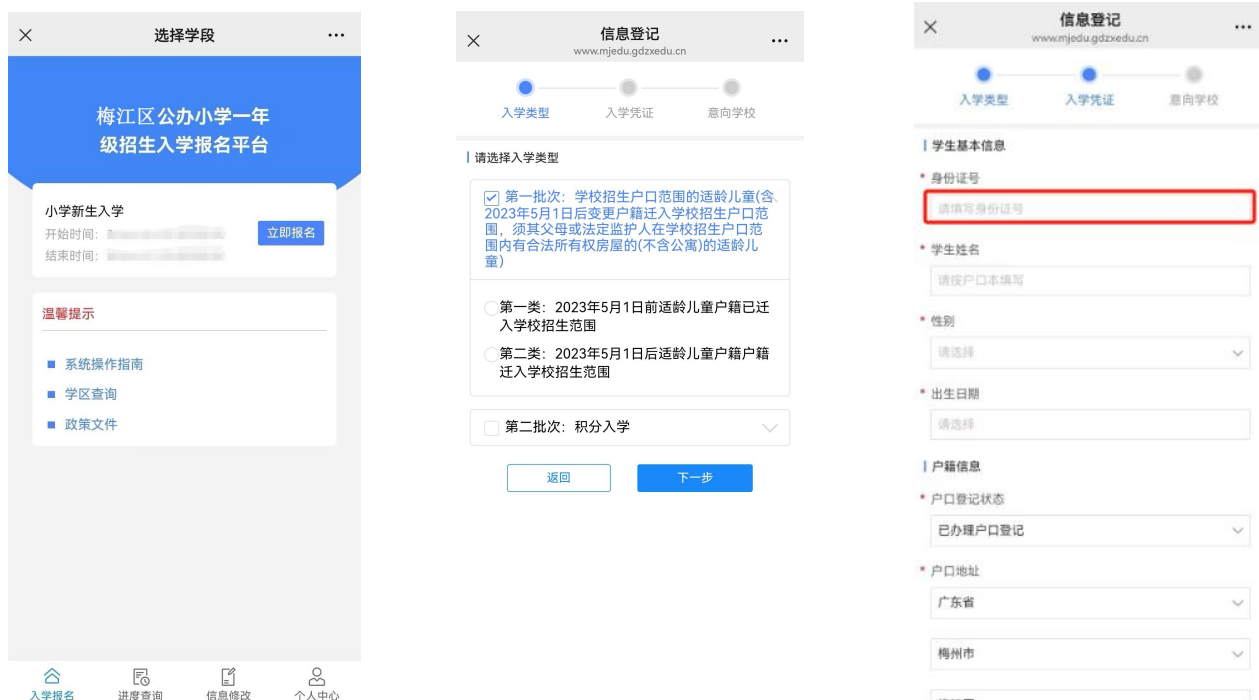 选择学段
梅江区公办小学一年
级招生入学报名平台
小学新生入学
开始时间：
立即报名
结束时间：
温馨提示
系统操作指南
学区查询
政策文件
入学报名
进度查询
信息修改
个人中心
信息登记
www.mjedu.gdzxedu.cn
入学类型
入学凭证
意向学校
请选择入学类型
第一批次：学校招生户口范围的适龄儿童(含
2023年5月1日后变更户籍迁入学校招生户口范
围，须其父母或法定监护人在学校招生户口范
围内有合法所有权房屋的(不含公寓)的适龄儿
童)
第一类：2023年5月1日前适龄儿童户籍已迁
入学校招生范围
第二类：2023年5月1日后适龄儿童户籍户籍
迁入学校招生范围
第二批次：积分入学
返回
下一步
信息登记
www.mjedu.gdzxedu.cn
入学类型
入学凭证
意向学校
学生基本信息
* 身份证号
请填写身份证号
* 学生姓名
请按户口本填写
* 性别
请选择
* 出生日期
请选择
户籍信息
* 户口登记状态
已办理户口登记
* 户口地址
广东省
梅州市